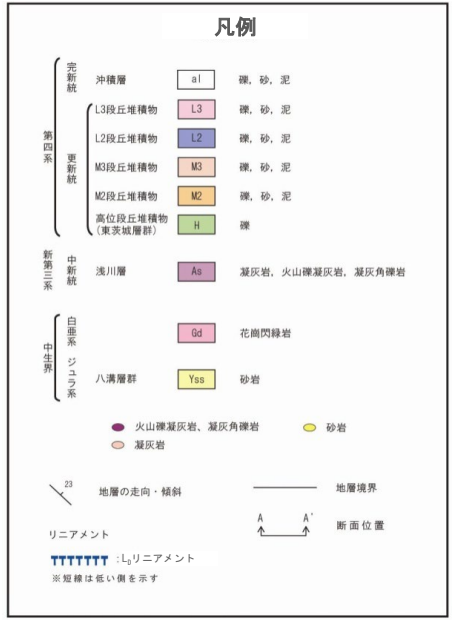 凡例
第四系
完新統
沖積層 al 礫, 砂, 泥
更新統
L3段丘堆積物 L3 礫, 砂, 泥
L2段丘堆積物 L2 礫, 砂, 泥
M3段丘堆積物 M3 礫, 砂, 泥
M2段丘堆積物 M2 礫, 砂, 泥
高位段丘堆積物
(東茨城層群) H 礫
新第三系
中新統
浅川層 As 凝灰岩, 火山礫凝灰岩, 凝灰角礫岩
中生界
白亜系
Gd 花崗閃緑岩
ジュラ系
八溝層群 Yss 砂岩
火山礫凝灰岩、凝灰角礫岩 砂岩
凝灰岩
23 地層の走向・傾斜 地層境界
A A' 断面位置
リニアメント
:LDリニアメント
※短線は低い側を示す